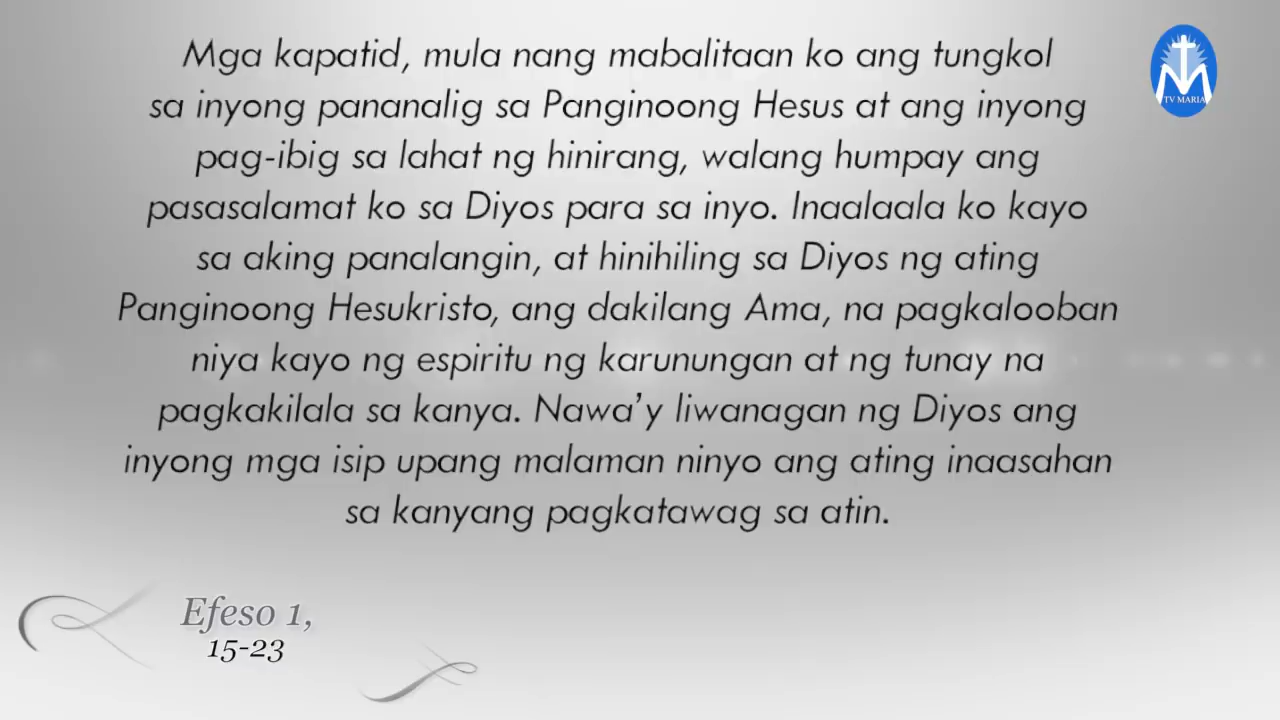 Mga kapatid, mula nang mabalitaan ko ang tungkol
sa inyong pananalig sa Panginoong Hesus at ang inyong
pag-ibig sa lahat ng hinirang, walang humpay ang
pasasalamat ko sa Diyos para sa inyo. Inaalaala ko kayo
sa aking panalangin, at hinihiling sa Diyos ng ating
Panginoong Hesukristo, ang dakilang Ama, na pagkalooban
niya kayo ng espiritu ng karunungan at ng tunay na
pagkakilala sa kanya. Nawa’y liwanagan ng Diyos ang
inyong mga isip upang malaman ninyo ang ating inaasahan
sa kanyang pagkatawag sa atin.
TV MARIA
Efeso 1,
15-23